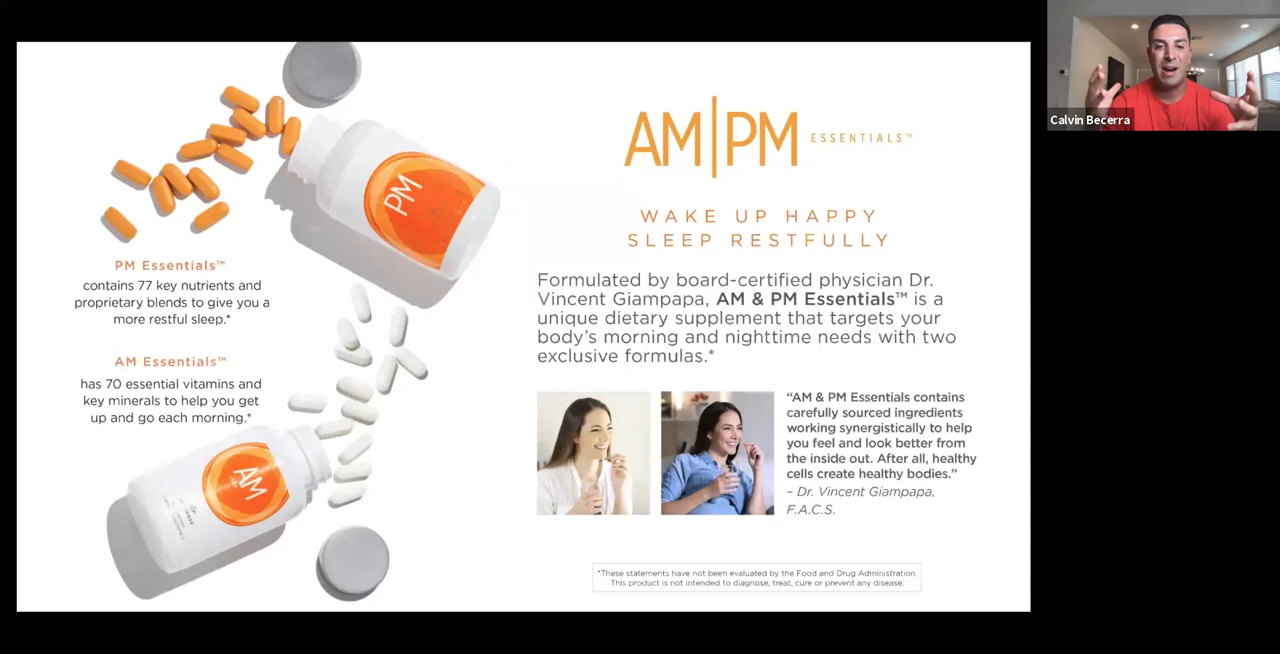 Calvin Becerra
AM|PM ESSENTIALS™
WAKE UP HAPPY
SLEEP RESTFULLY
Formulated by board-certified physician Dr.
Vincent Giampapa, AM & PM Essentials™ is a
unique dietary supplement that targets your
body's morning and nighttime needs with two
exclusive formulas.*
PM
PM Essentials™
contains 77 key nutrients and
proprietary blends to give you a
more restful sleep.*
AM Essentials™
has 70 essential vitamins and
key minerals to help you get
up and go each morning.*
AM
“AM & PM Essentials contains
carefully sourced ingredients
working synergistically to help
you feel and look better from
the inside out. After all, healthy
cells create healthy bodies.”
– Dr. Vincent Giampapa,
F.A.C.S.
*These statements have not been evaluated by the Food and Drug Administration.
This product is not intended to diagnose, treat, cure or prevent any disease.